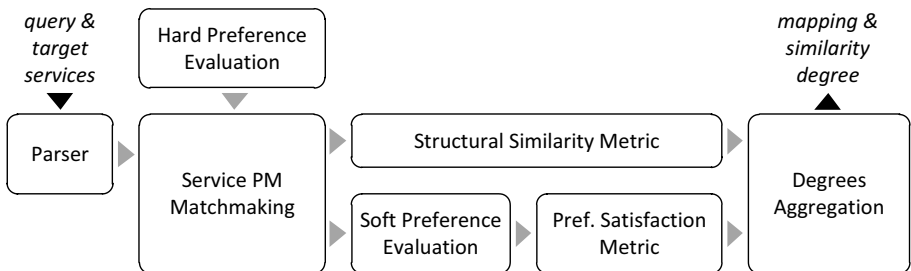 query &
target
services
Hard Preference
Evaluation
mapping &
similarity
degree
Parser
Service PM
Matchmaking
Structural Similarity Metric
Soft Preference
Evaluation
Pref. Satisfaction
Metric
Degrees
Aggregation